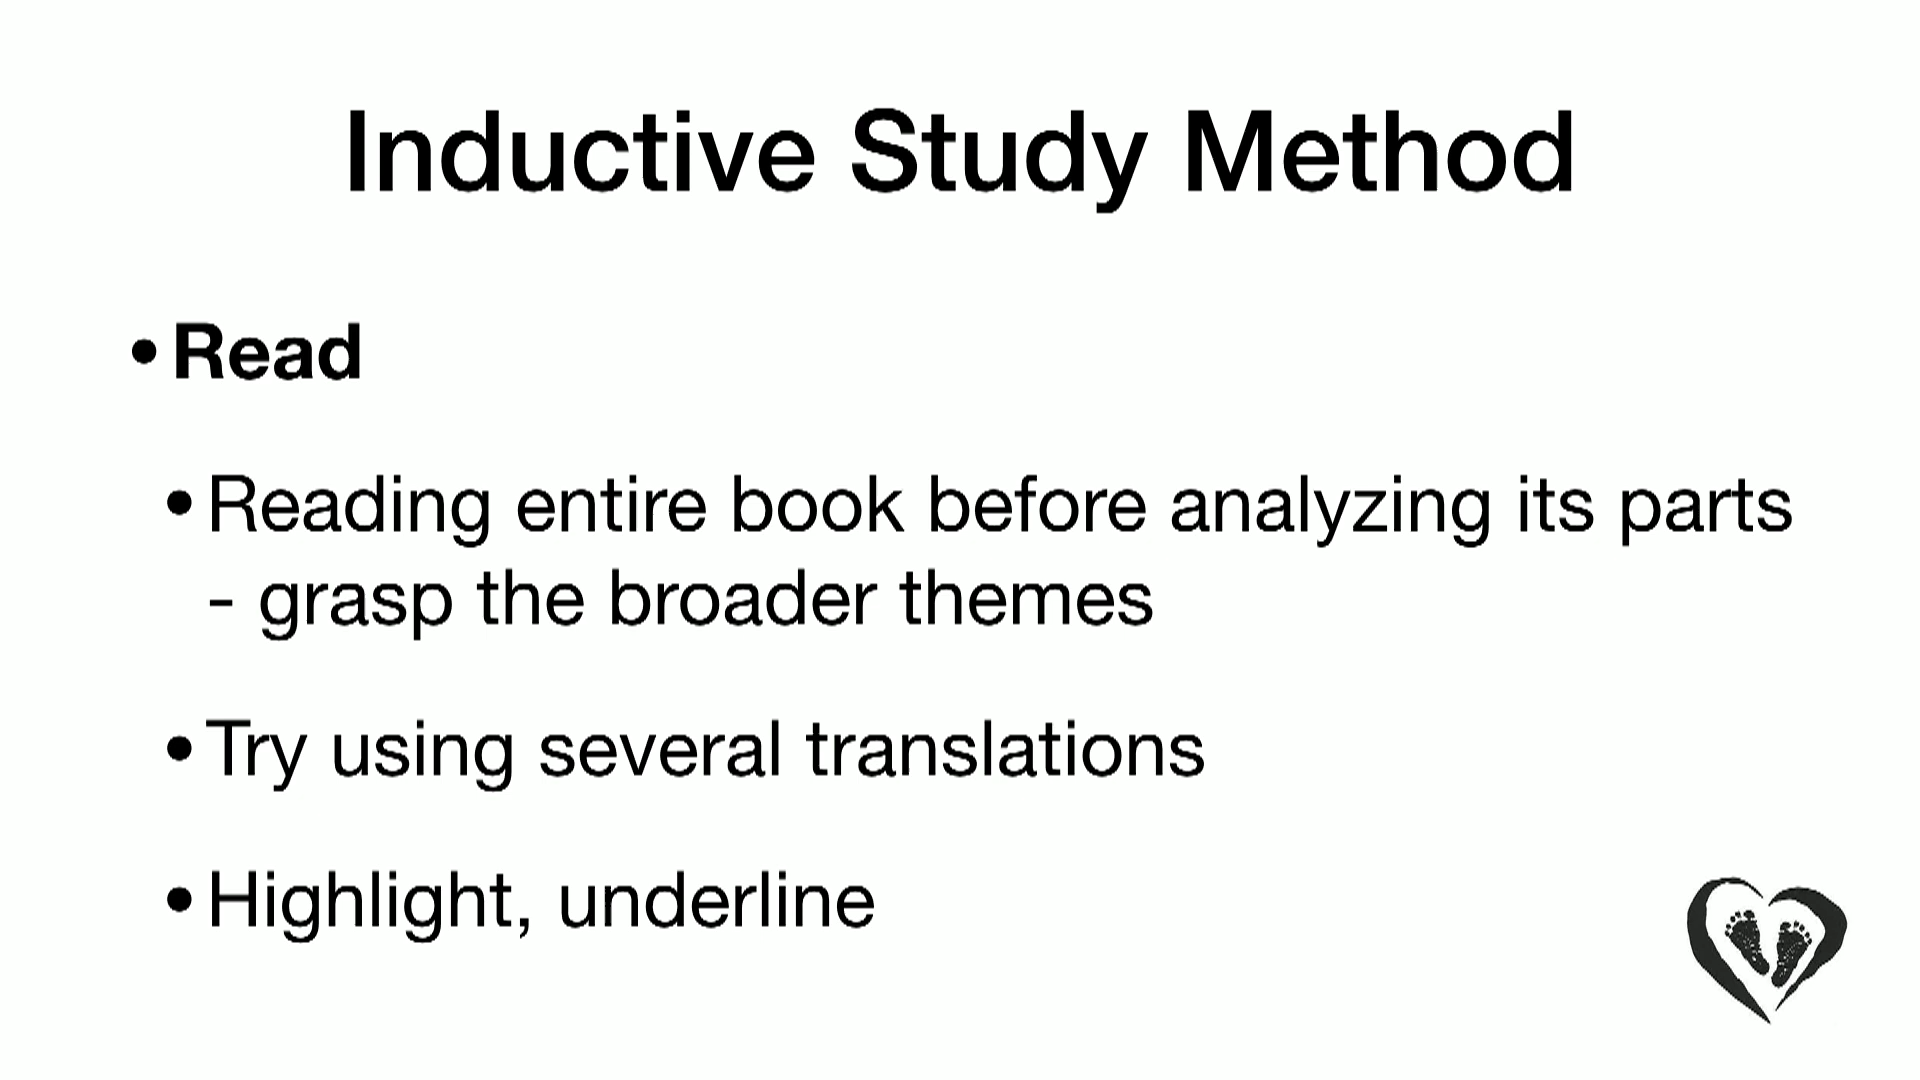 Inductive Study Method
• Read
• Reading entire book before analyzing its parts
- grasp the broader themes
• Try using several translations
• Highlight, underline